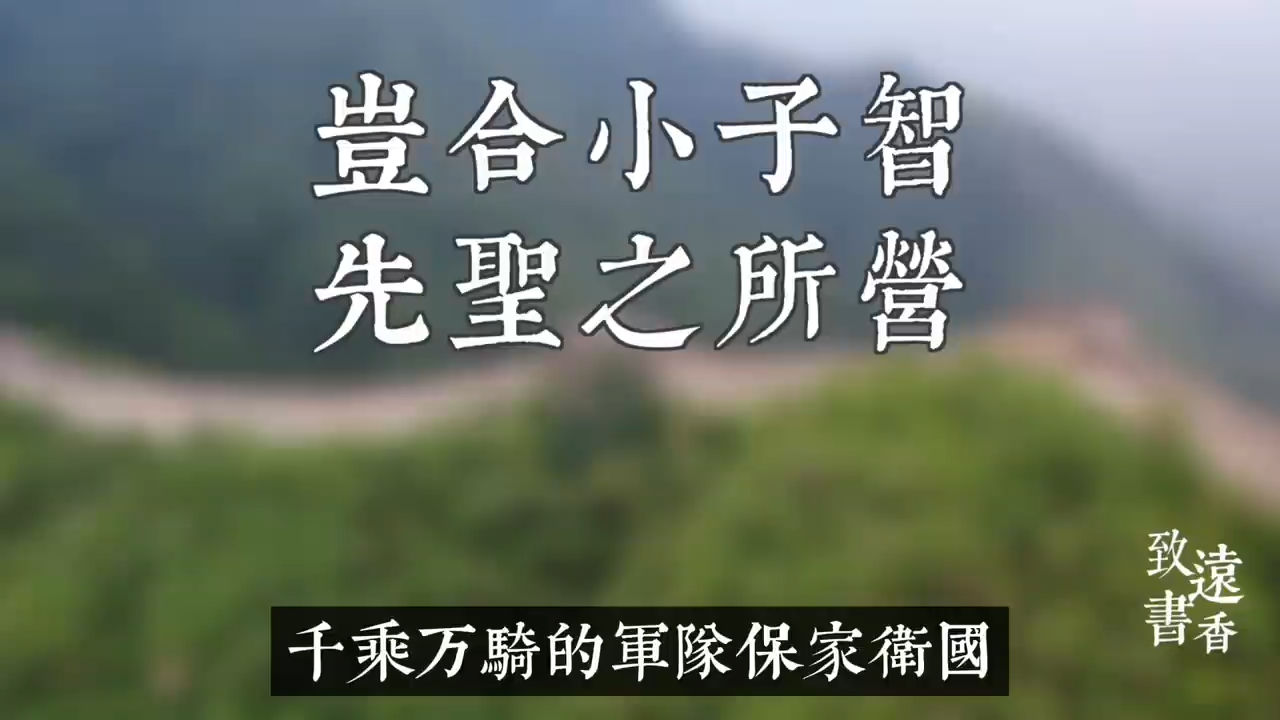 豈合小子智
先聖之所營
致遠
書香
千乘万騎的軍隊保家衛國